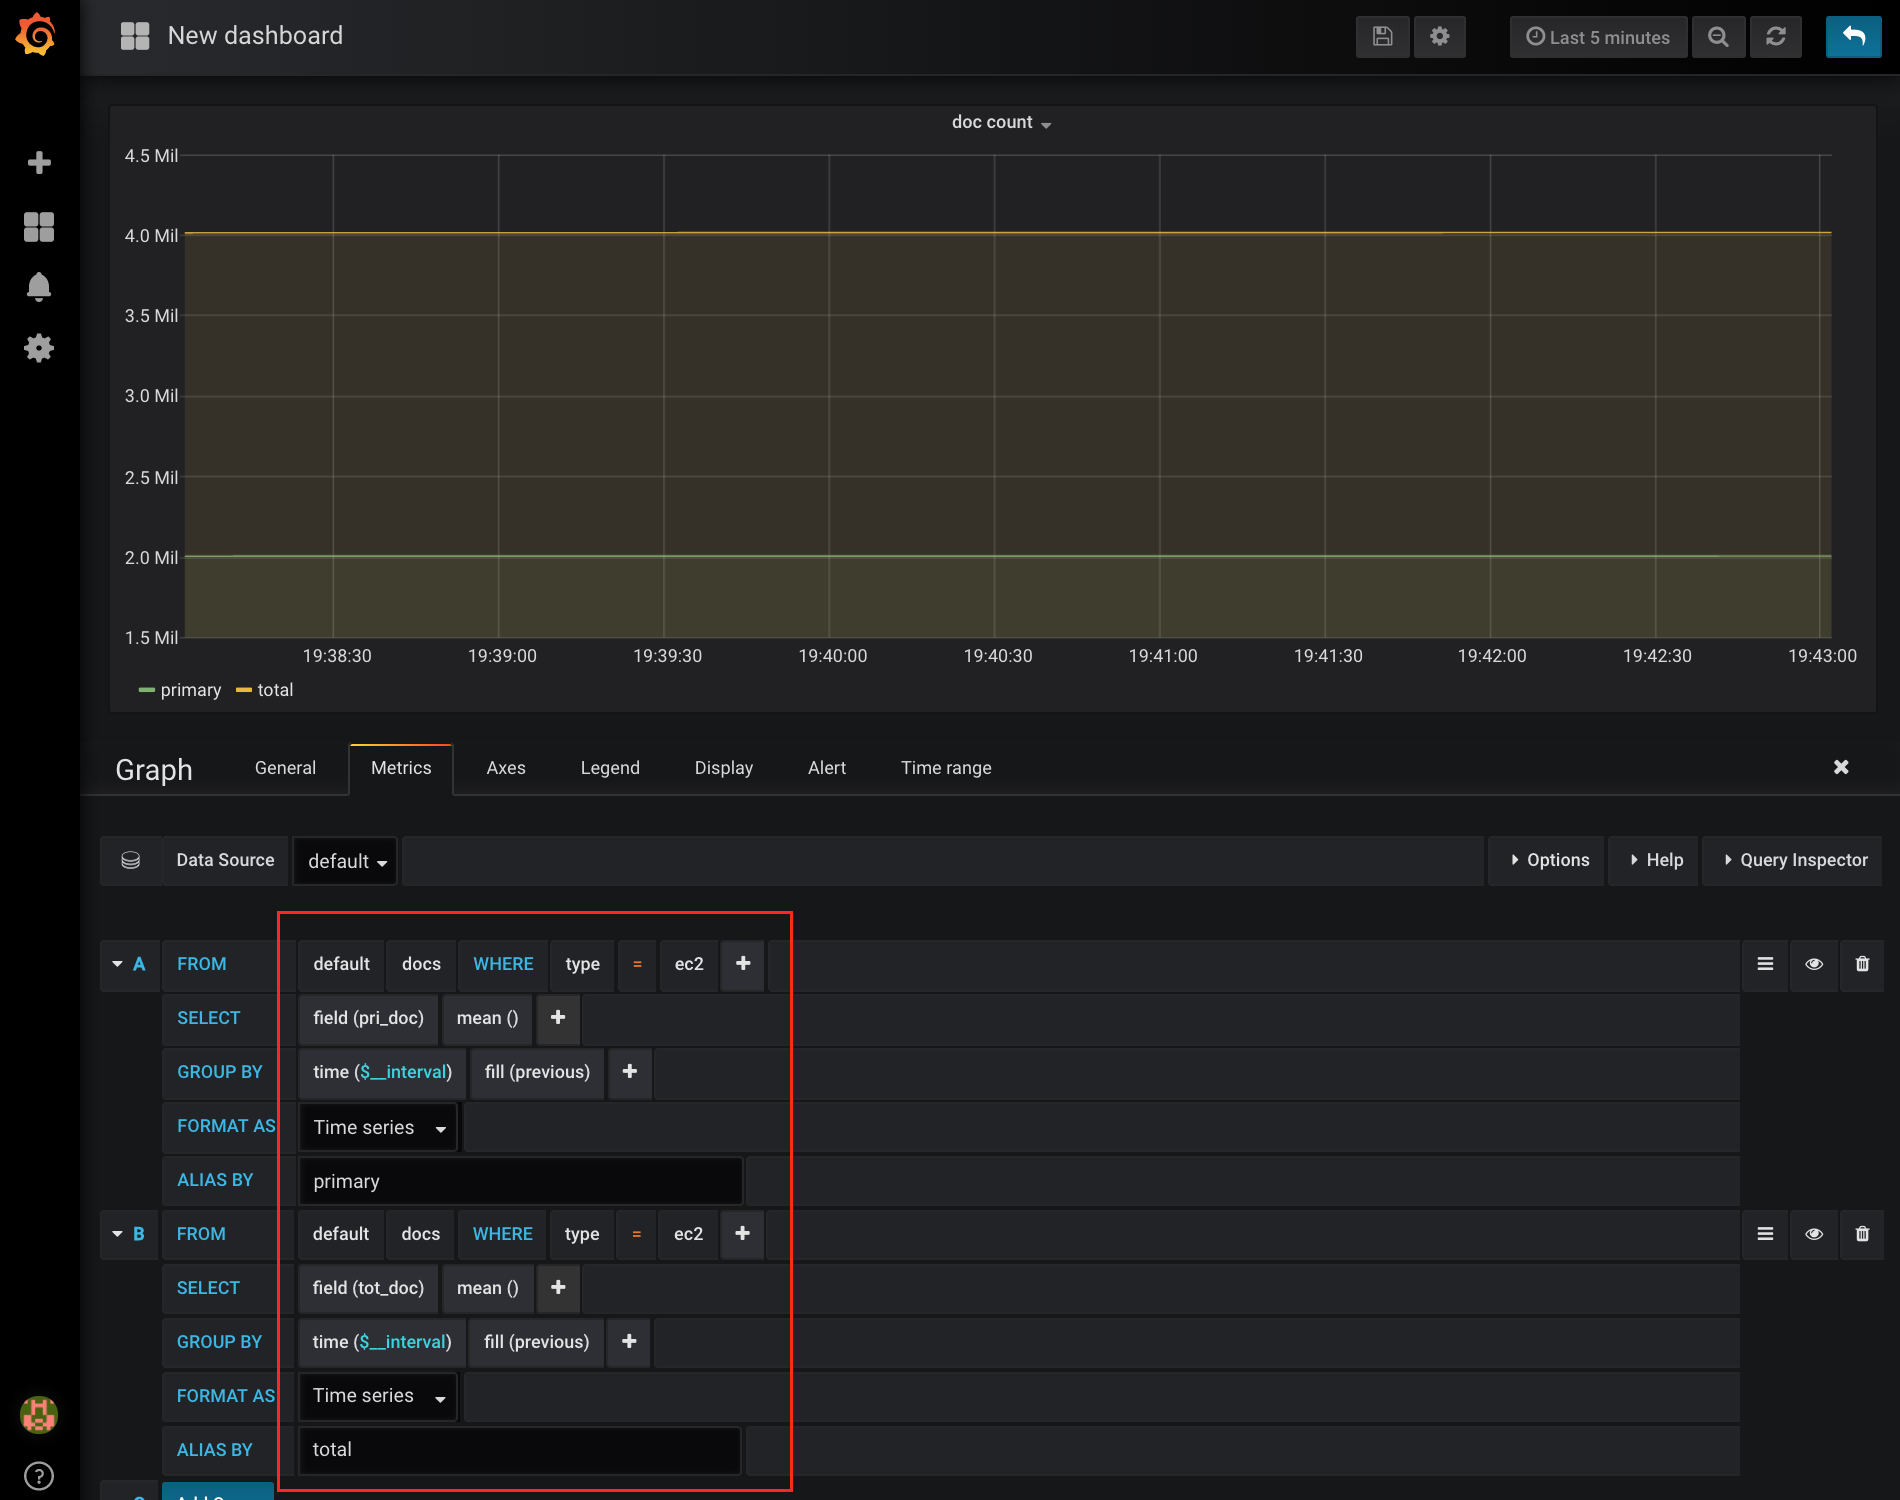 New dashboard
Last 5 minutes
doc count
4.5 Mil
4.0 Mil
3.5 Mil
3.0 Mil
2.5 Mil
2.0 Mil
1.5 Mil
19:38:30 19:39:00 19:39:30 19:40:00 19:40:30 19:41:00 19:41:30 19:42:00 19:42:30 19:43:00
primary total
Graph General Metrics Axes Legend Display Alert Time range
Data Source default Options Help Query Inspector
A FROM default docs WHERE type = ec2 +
SELECT field (pri_doc) mean () +
GROUP BY time ($__interval) fill (previous) +
FORMAT AS Time series
ALIAS BY primary
B FROM default docs WHERE type = ec2 +
SELECT field (tot_doc) mean () +
GROUP BY time ($__interval) fill (previous) +
FORMAT AS Time series
ALIAS BY total